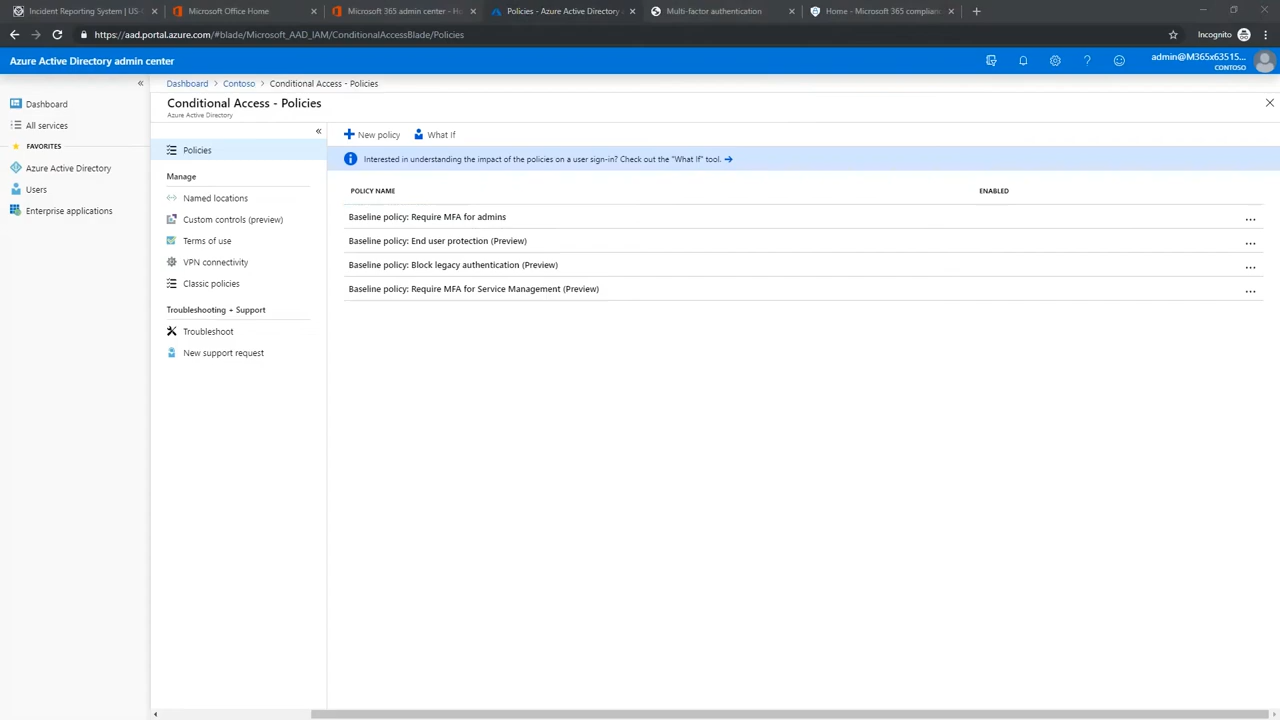 Incident Reporting System | US-C
Microsoft Office Home
Microsoft 365 admin center - Ho
Policies - Azure Active Directory
Multi-factor authentication
Home - Microsoft 365 complianc
https://aad.portal.azure.com/#blade/Microsoft_AAD_IAM/ConditionalAccessBlade/Policies
Incognito
Azure Active Directory admin center
admin@M365x63515...
CONTOSO
Dashboard
All services
FAVORITES
Azure Active Directory
Users
Enterprise applications
Dashboard > Contoso > Conditional Access - Policies
Conditional Access - Policies
Azure Active Directory
Policies
Manage
Named locations
Custom controls (preview)
Terms of use
VPN connectivity
Classic policies
Troubleshooting + Support
Troubleshoot
New support request
New policy
What If
Interested in understanding the impact of the policies on a user sign-in? Check out the "What If" tool. →
POLICY NAME ENABLED
Baseline policy: Require MFA for admins ...
Baseline policy: End user protection (Preview) ...
Baseline policy: Block legacy authentication (Preview) ...
Baseline policy: Require MFA for Service Management (Preview) ...